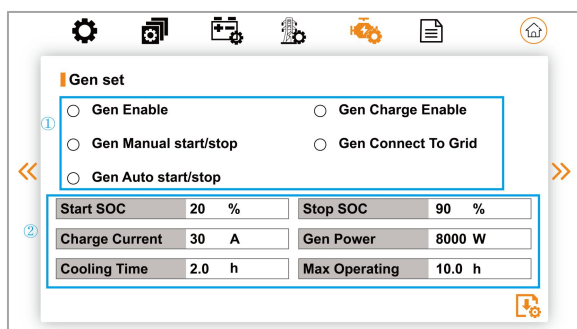 Gen set
①
Gen Enable
Gen Charge Enable
Gen Manual start/stop
Gen Connect To Grid
Gen Auto start/stop
②
Start SOC 20 %
Stop SOC 90 %
Charge Current 30 A
Gen Power 8000 W
Cooling Time 2.0 h
Max Operating 10.0 h